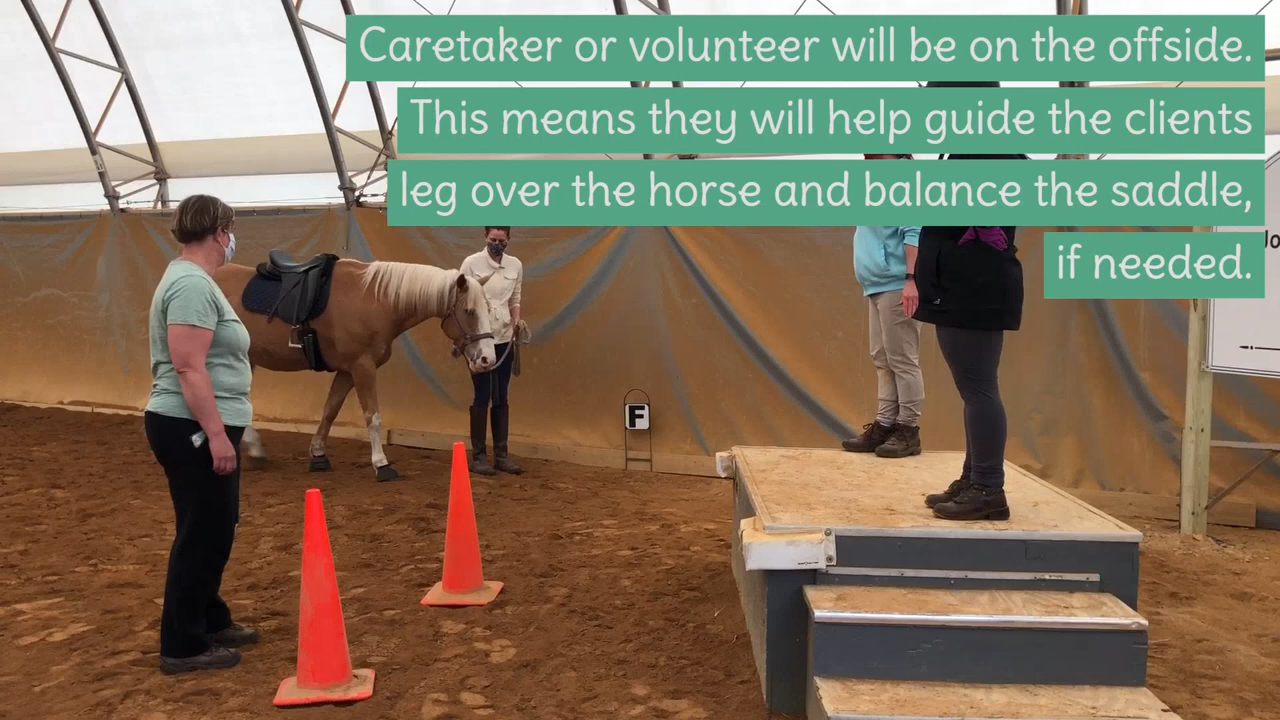 Caretaker or volunteer will be on the offside.
This means they will help guide the clients
leg over the horse and balance the saddle,
if needed.
F